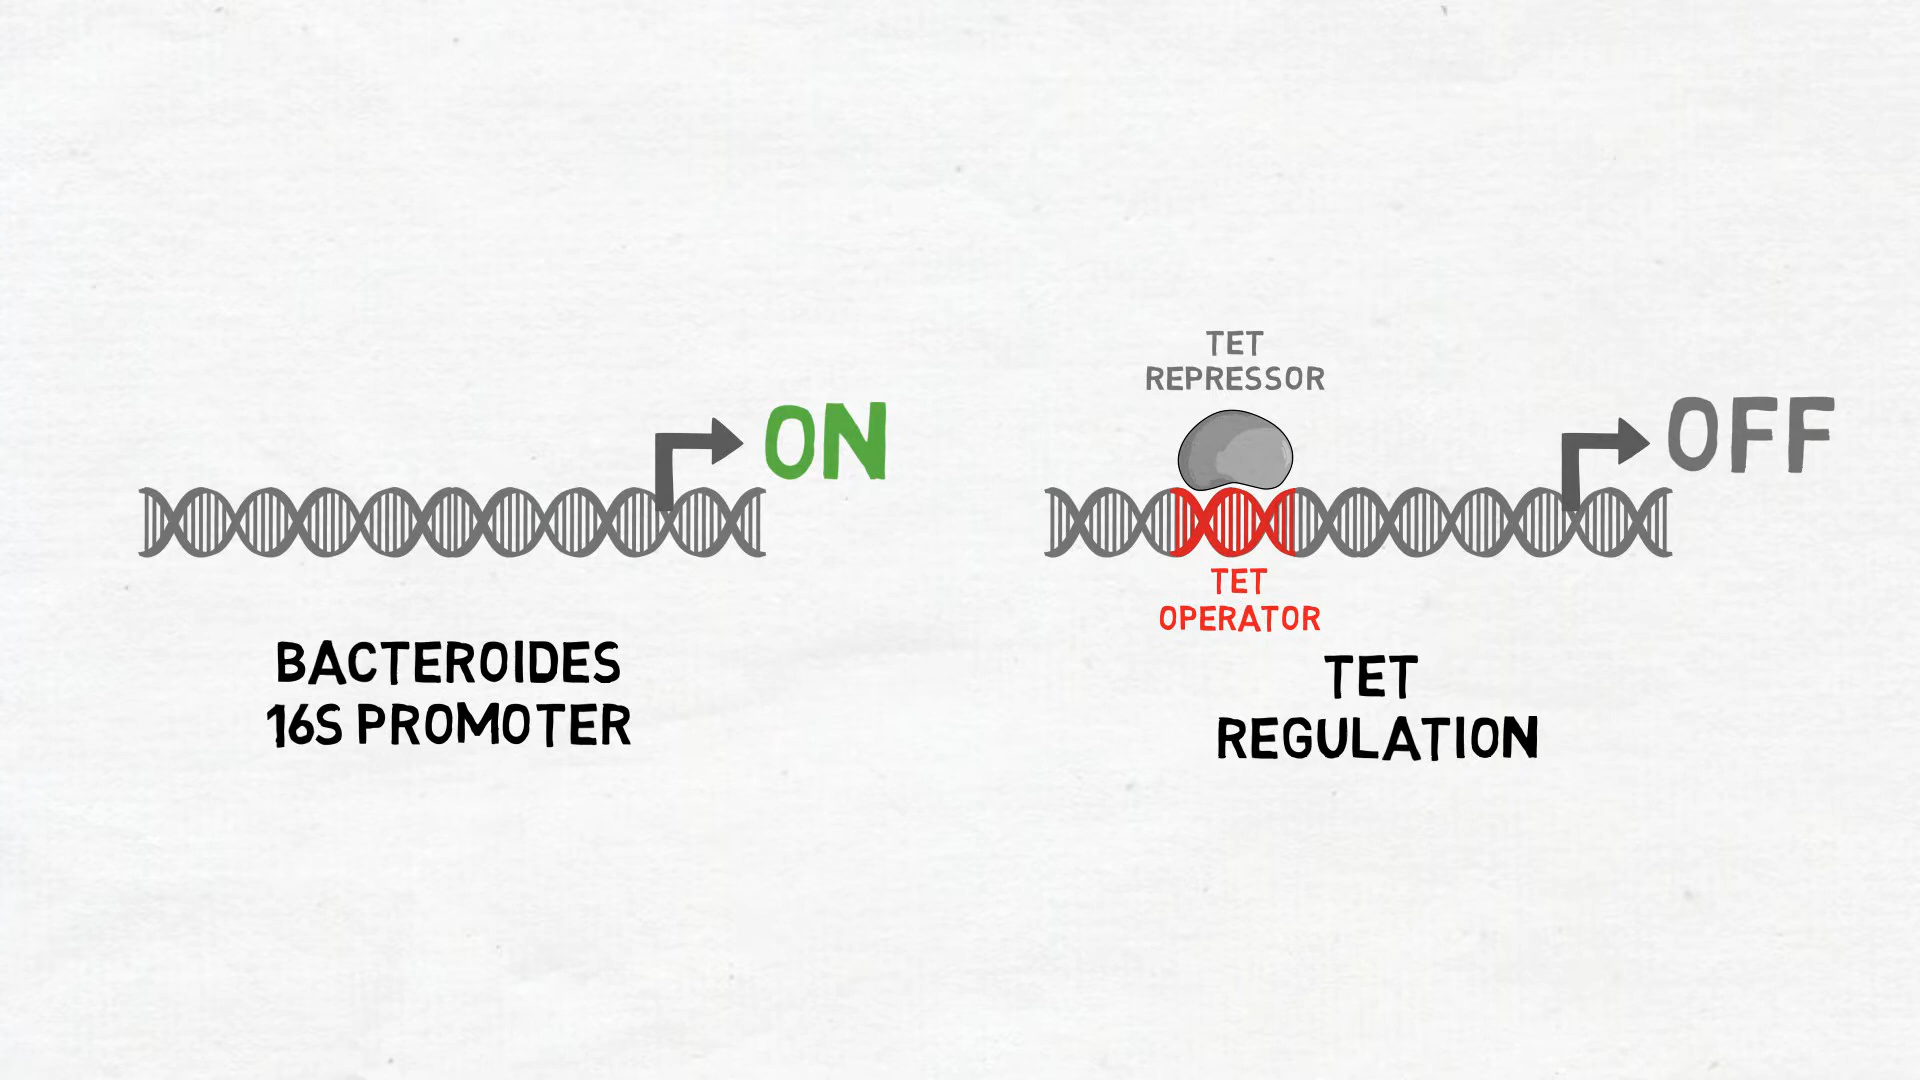 ON
BACTEROIDES
16S PROMOTER
TET
REPRESSOR
OFF
TET
OPERATOR
TET
REGULATION